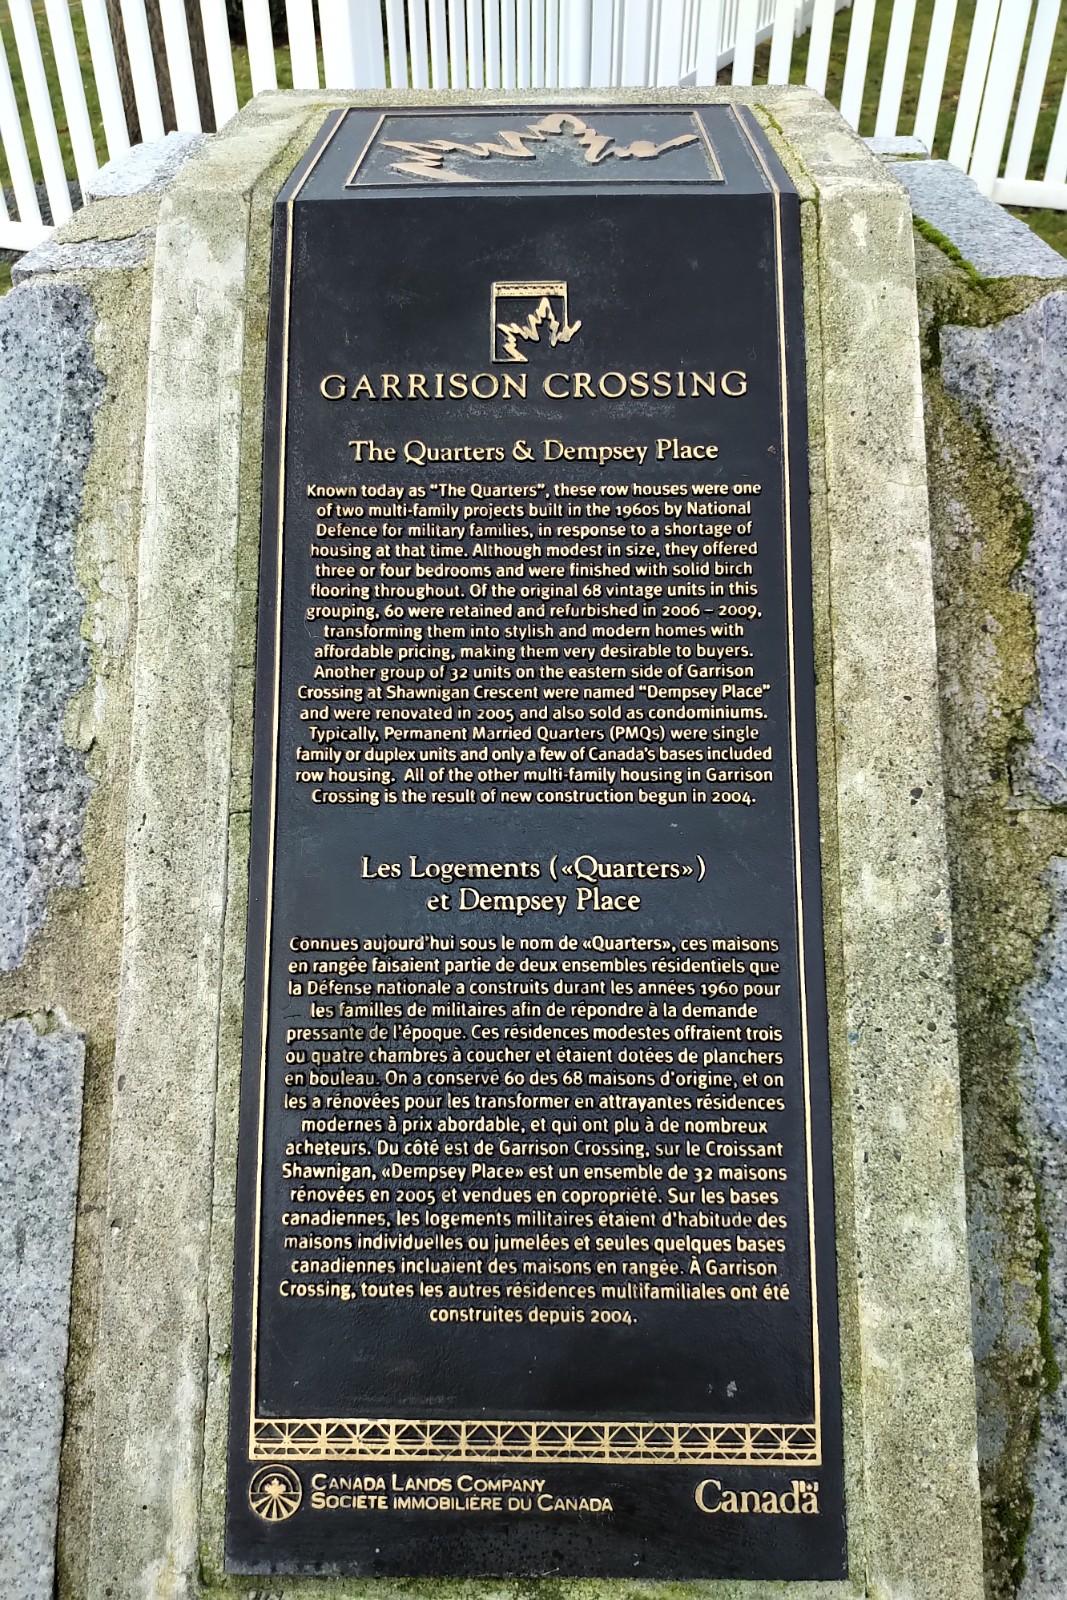 GARRISON CROSSING
The Quarters & Dempsey Place
Known today as "The Quarters", these row houses were one
of two multi-family projects built in the 1960s by National
Defence for military families, in response to a shortage of
housing at that time. Although modest in size, they offered
three or four bedrooms and were finished with solid birch
flooring throughout. Of the original 68 vintage units in this
grouping, 60 were retained and refurbished in 2006 – 2009,
transforming them into stylish and modern homes with
affordable pricing, making them very desirable to buyers.
Another group of 32 units on the eastern side of Garrison
Crossing at Shawnigan Crescent were named "Dempsey Place"
and were renovated in 2005 and also sold as condominiums.
Typically, Permanent Married Quarters (PMQs) were single
family or duplex units and only a few of Canada's bases included
row housing. All of the other multi-family housing in Garrison
Crossing is the result of new construction begun in 2004.
Les Logements («Quarters»)
et Dempsey Place
Connues aujourd'hui sous le nom de «Quarters», ces maisons
en rangée faisaient partie de deux ensembles résidentiels que
la Défense nationale a construits durant les années 1960 pour
les familles de militaires afin de répondre à la demande
pressante de l'époque. Ces résidences modestes offraient trois
ou quatre chambres à coucher et étaient dotées de planchers
en bouleau. On a conservé 60 des 68 maisons d'origine, et on
les a rénovées pour les transformer en attrayantes résidences
modernes à prix abordable, et qui ont plu à de nombreux
acheteurs. Du côté est de Garrison Crossing, sur le Croissant
Shawnigan, «Dempsey Place» est un ensemble de 32 maisons
rénovées en 2005 et vendues en copropriété. Sur les bases
canadiennes, les logements militaires étaient d'habitude des
maisons individuelles ou jumelées et seules quelques bases
canadiennes incluaient des maisons en rangée. À Garrison
Crossing, toutes les autres résidences multifamiliales ont été
construites depuis 2004.
CANADA LANDS COMPANY
SOCIÉTÉ IMMOBILIÈRE DU CANADA
Canada